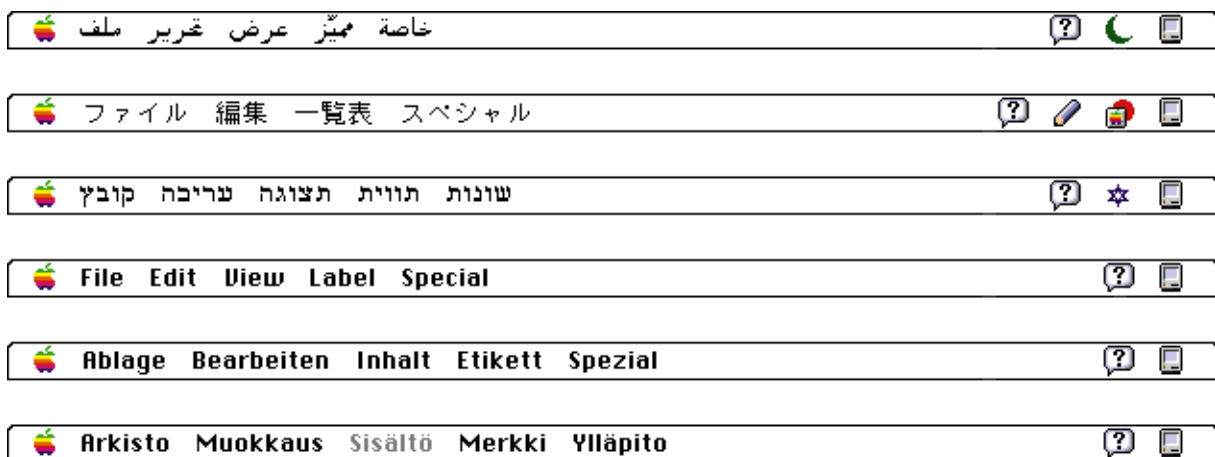 ملف تحرير عرض مميّز خاصة
ファイル 編集 一覧表 スペシャル
קובץ עריכה תצוגה תווית שונות
File Edit View Label Special
Ablage Bearbeiten Inhalt Etikett Spezial
Arkisto Muokkaus Sisältö Merkki Ylläpito